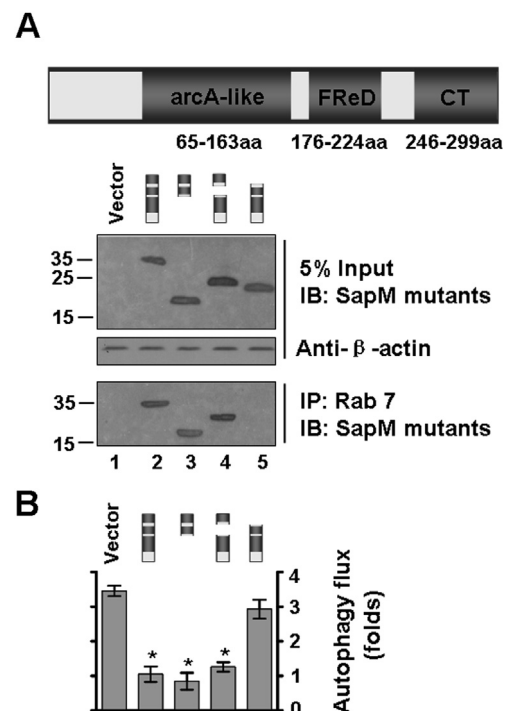 A
arcA-like FReD CT
65-163aa 176-224aa 246-299aa
Vector
35
25
15
5% Input
IB: SapM mutants
Anti- β -actin
35
15
IP: Rab 7
IB: SapM mutants
1 2 3 4 5
B
Vector
4
3
2
1
0
* * *
Autophagy flux
(folds)